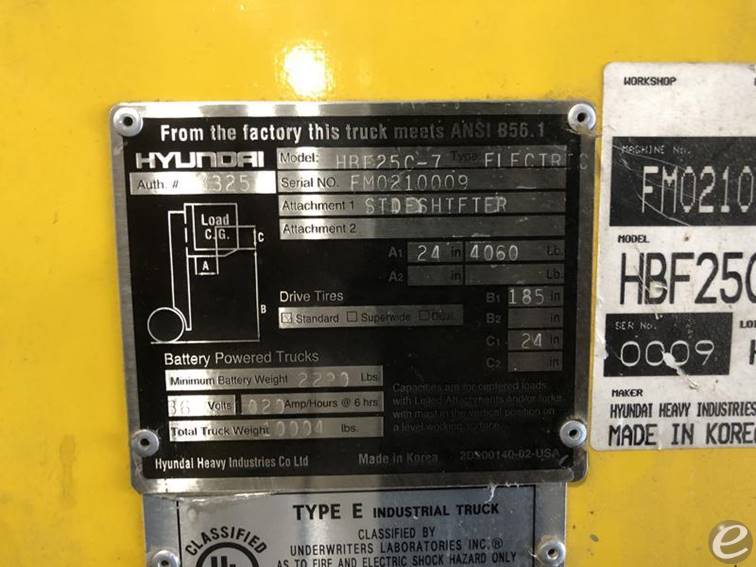 From the factory this truck meets ANSI B56.1
HYUNDAI Model: HBF25C-7 Type: ELECTRIC
Auth. # Serial NO. FM0210009
Attachment 1 SIDESHIFTER
Attachment 2
Load
C.G.
C
A
B
A1 24 in 4060 Lb.
A2 in Lb.
Drive Tires
Standard Superwide Dual
B1 185 in
B2 in
C1 24 in
C2 in
Battery Powered Trucks
Minimum Battery Weight Lbs
36 Volts Amp/Hours @ 6 hrs
Total Truck Weight lbs.
Capacities are for centered loads
with Listed Attachments and/or forks
with mast in the vertical position on
a level working surface.
Hyundai Heavy Industries Co Ltd Made in Korea -02-USA
TYPE E INDUSTRIAL TRUCK
CLASSIFIED BY
UNDERWRITERS LABORATORIES INC.®
AS TO FIRE AND ELECTRIC SHOCK HAZARD ONLY
CLASSIFIED
UL
WORKSHOP
MACHINE No.
FM0210
MODEL
HBF25C
SER No.
0009
MAKER
HYUNDAI HEAVY INDUSTRIES
MADE IN KOREA
e